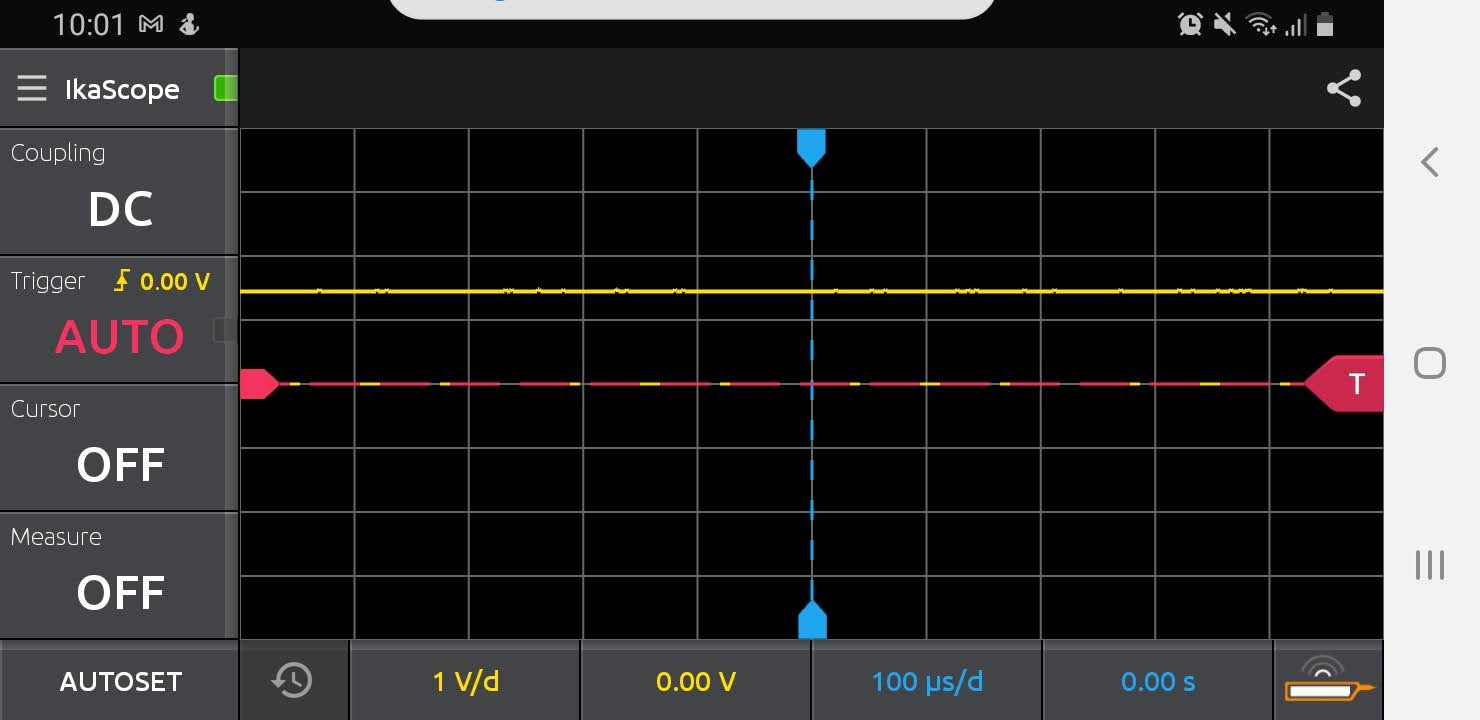 10:01
IkaScope
Coupling
DC
Trigger 0.00 V
AUTO
Cursor
OFF
Measure
OFF
T
AUTOSET
1 V/d
0.00 V
100 µs/d
0.00 s